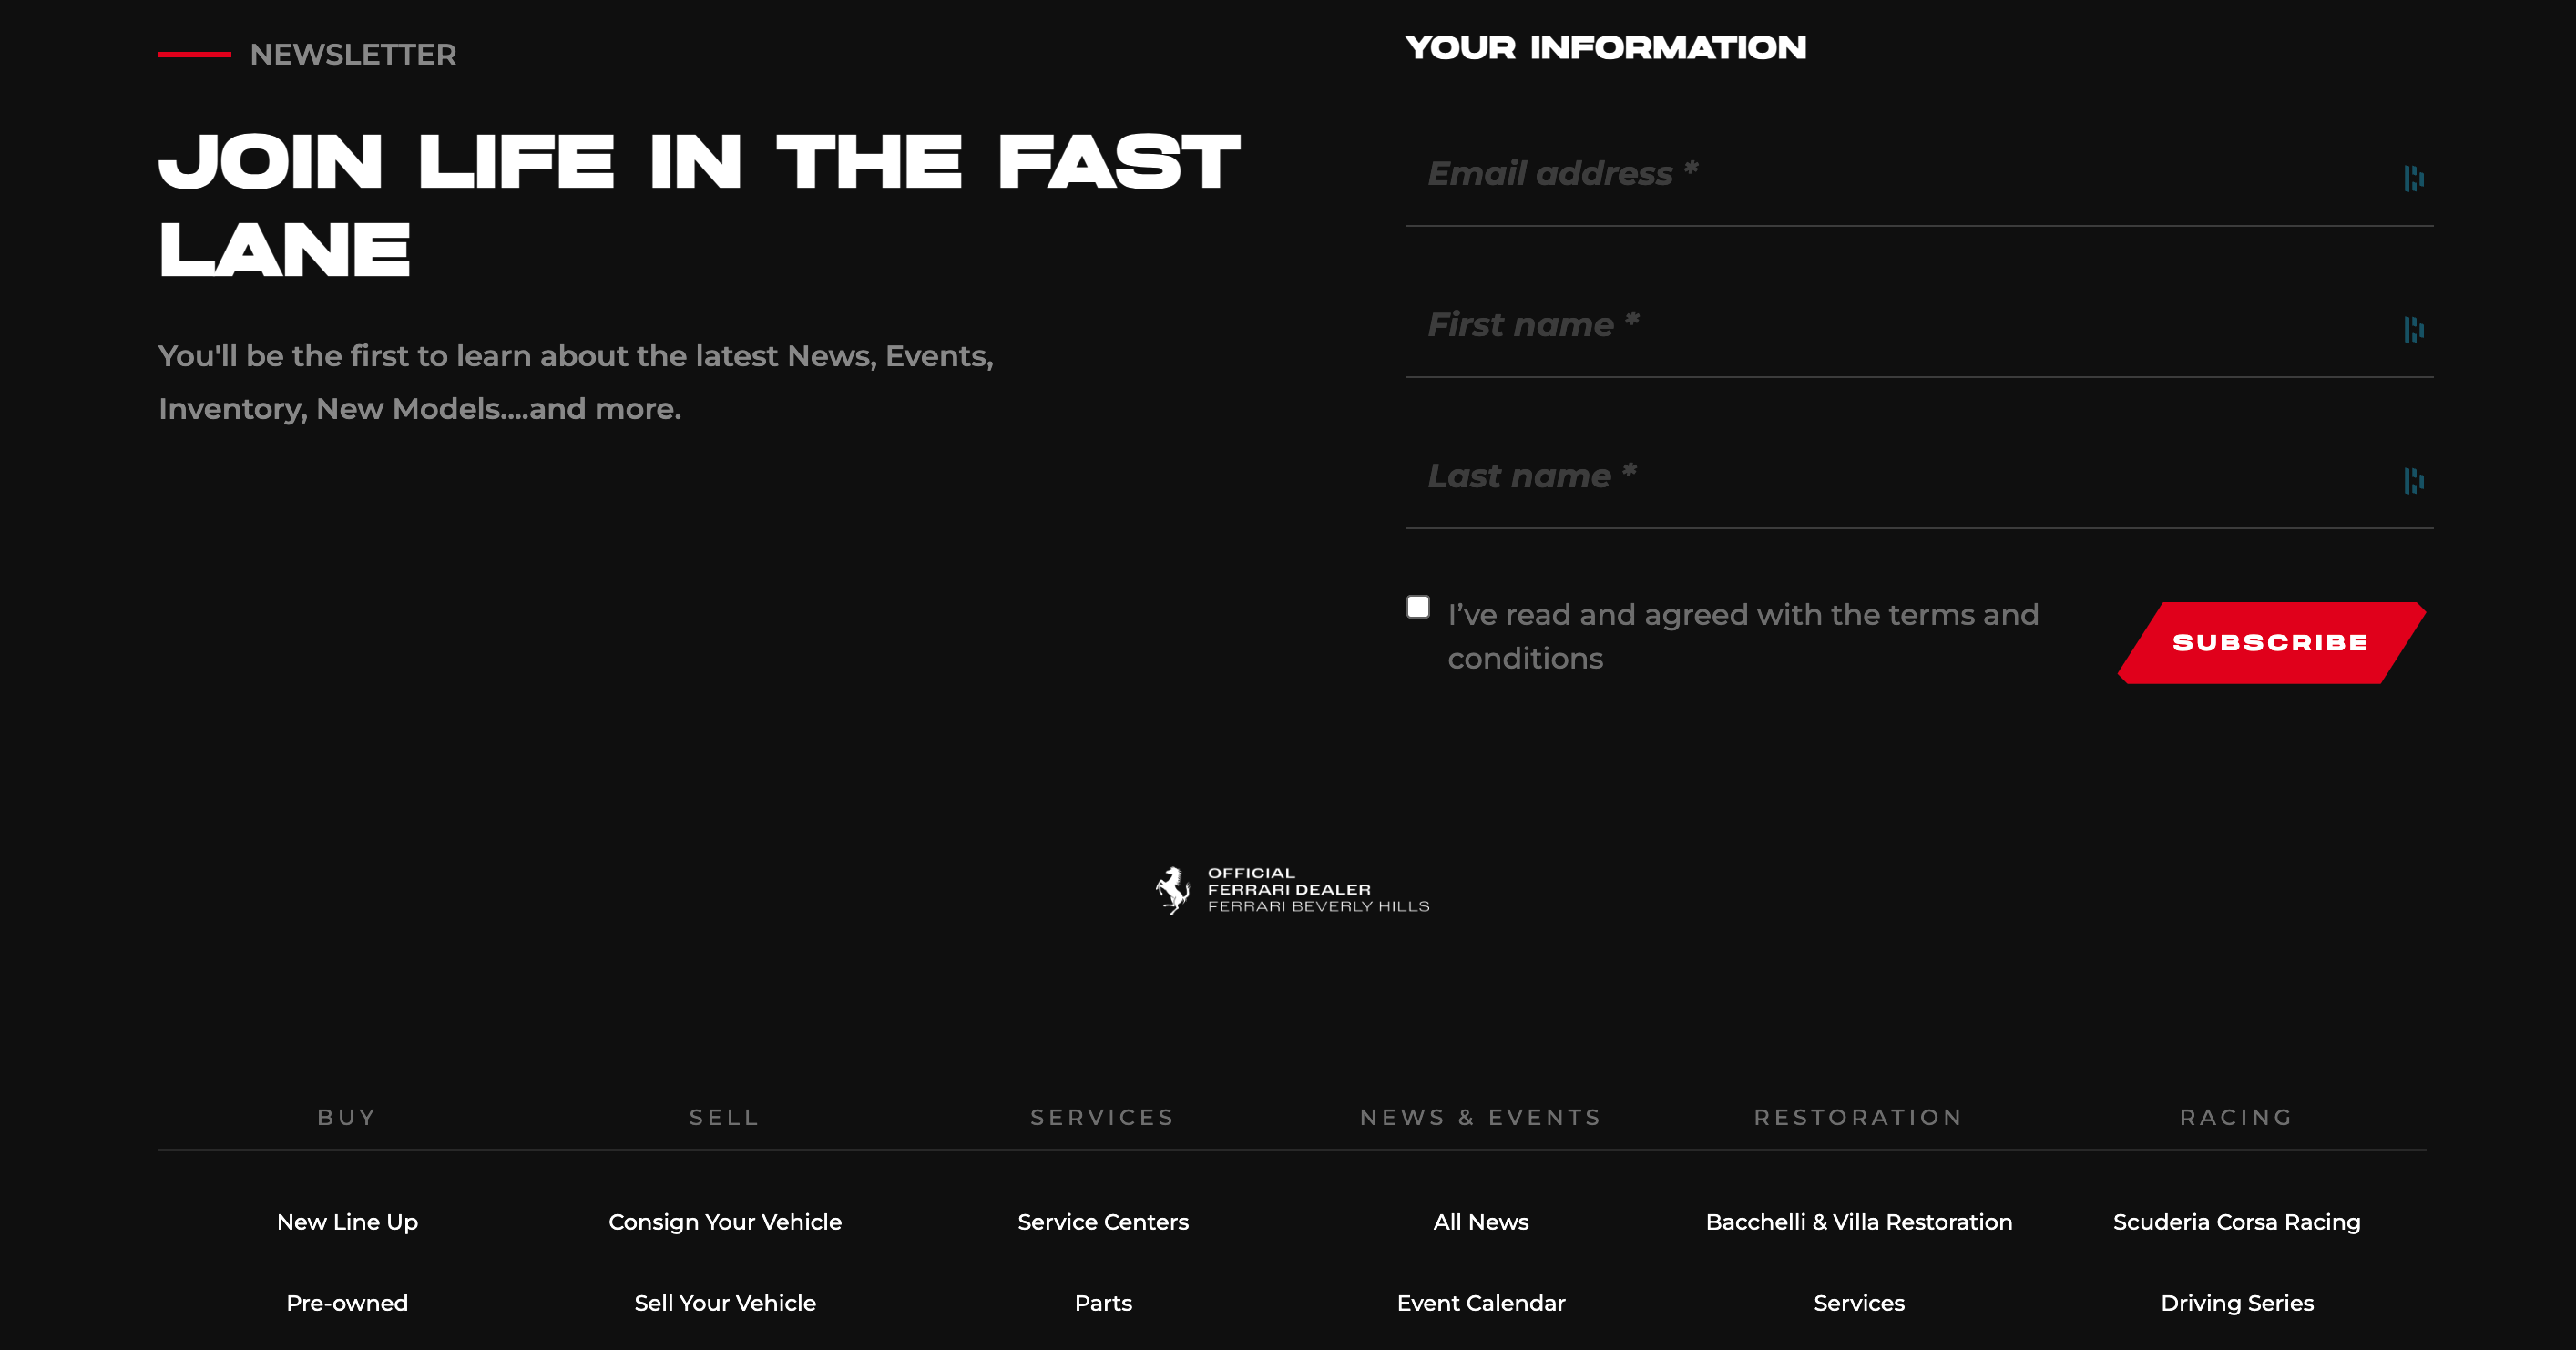 NEWSLETTER
JOIN LIFE IN THE FAST
LANE
You'll be the first to learn about the latest News, Events,
Inventory, New Models....and more.
YOUR INFORMATION
Email address *
First name *
Last name *
I’ve read and agreed with the terms and
conditions
SUBSCRIBE
OFFICIAL
FERRARI DEALER
FERRARI BEVERLY HILLS
BUY SELL SERVICES NEWS & EVENTS RESTORATION RACING
New Line Up Consign Your Vehicle Service Centers All News Bacchelli & Villa Restoration Scuderia Corsa Racing
Pre-owned Sell Your Vehicle Parts Event Calendar Services Driving Series